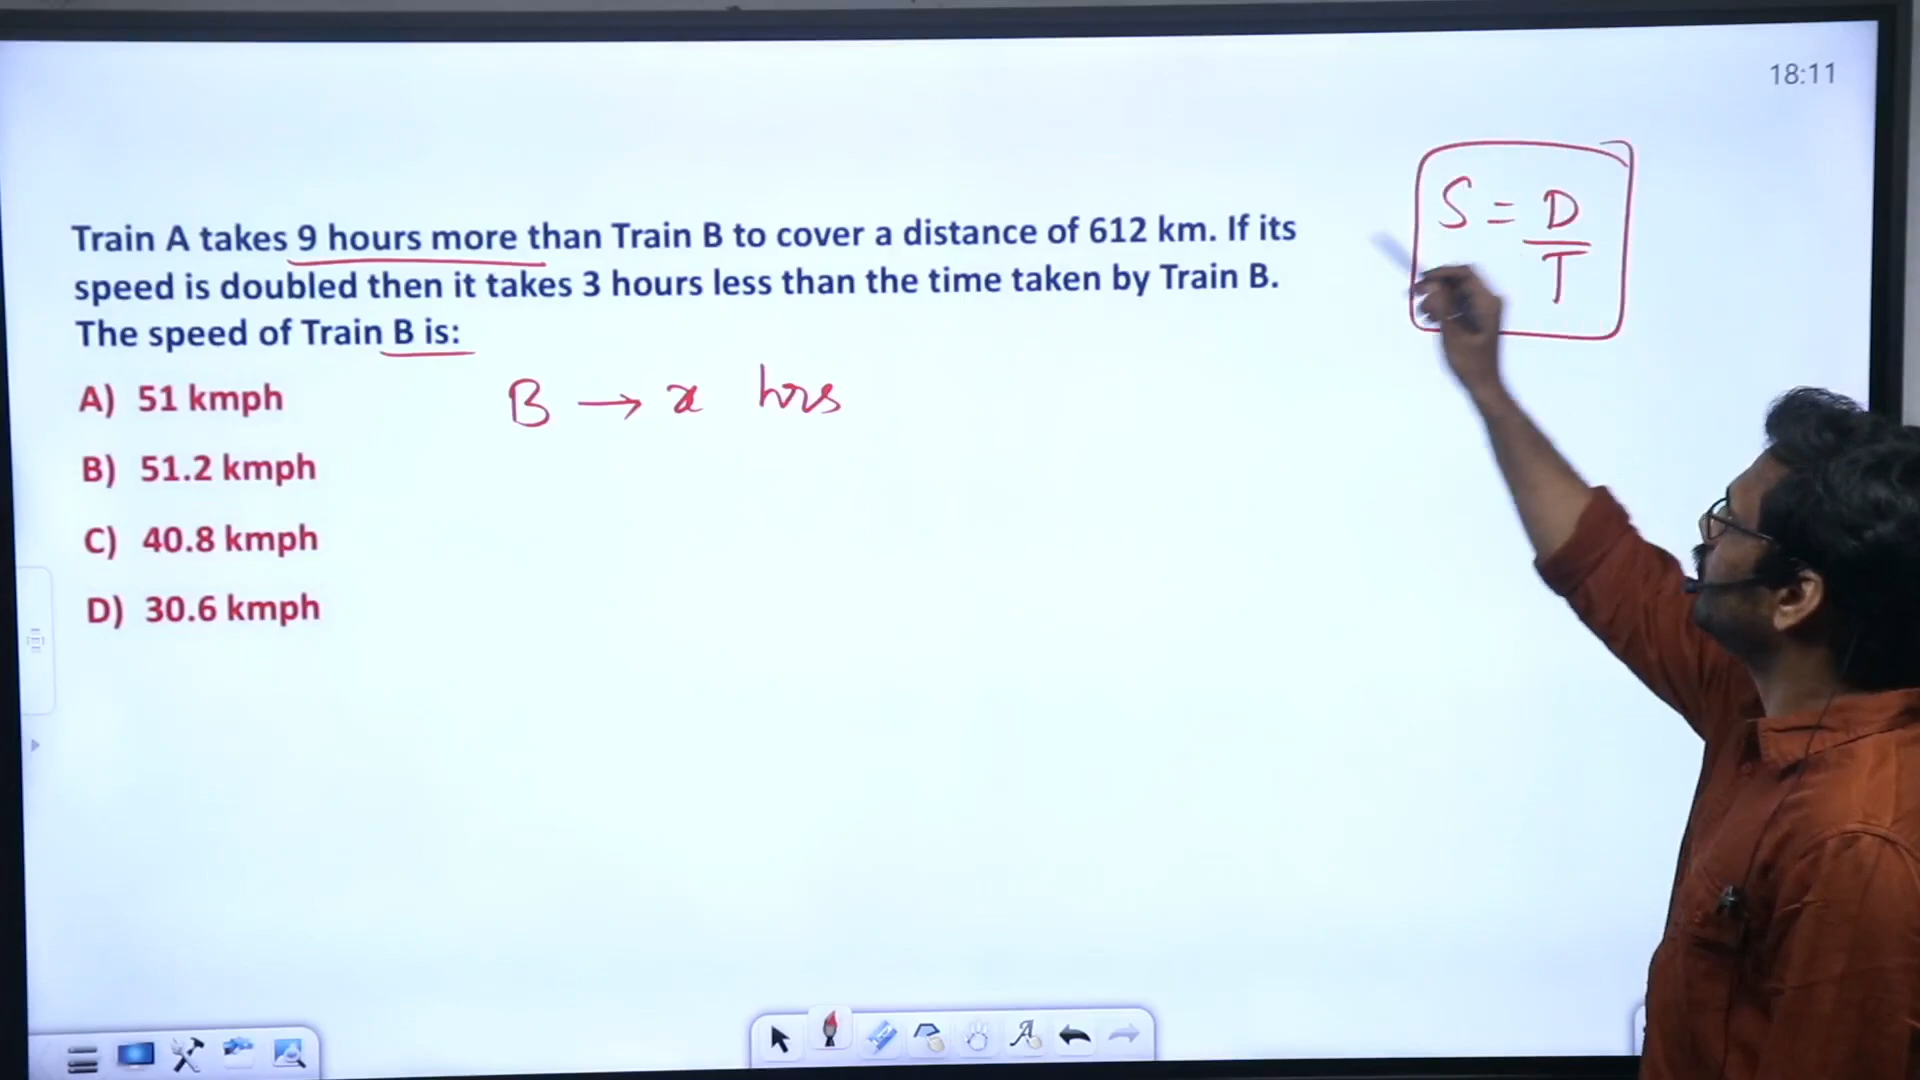 18:11
Train A takes 9 hours more than Train B to cover a distance of 612 km. If its
speed is doubled then it takes 3 hours less than the time taken by Train B.
The speed of Train B is:
A) 51 kmph
B) 51.2 kmph
C) 40.8 kmph
D) 30.6 kmph
B → x hrs
S = D
T